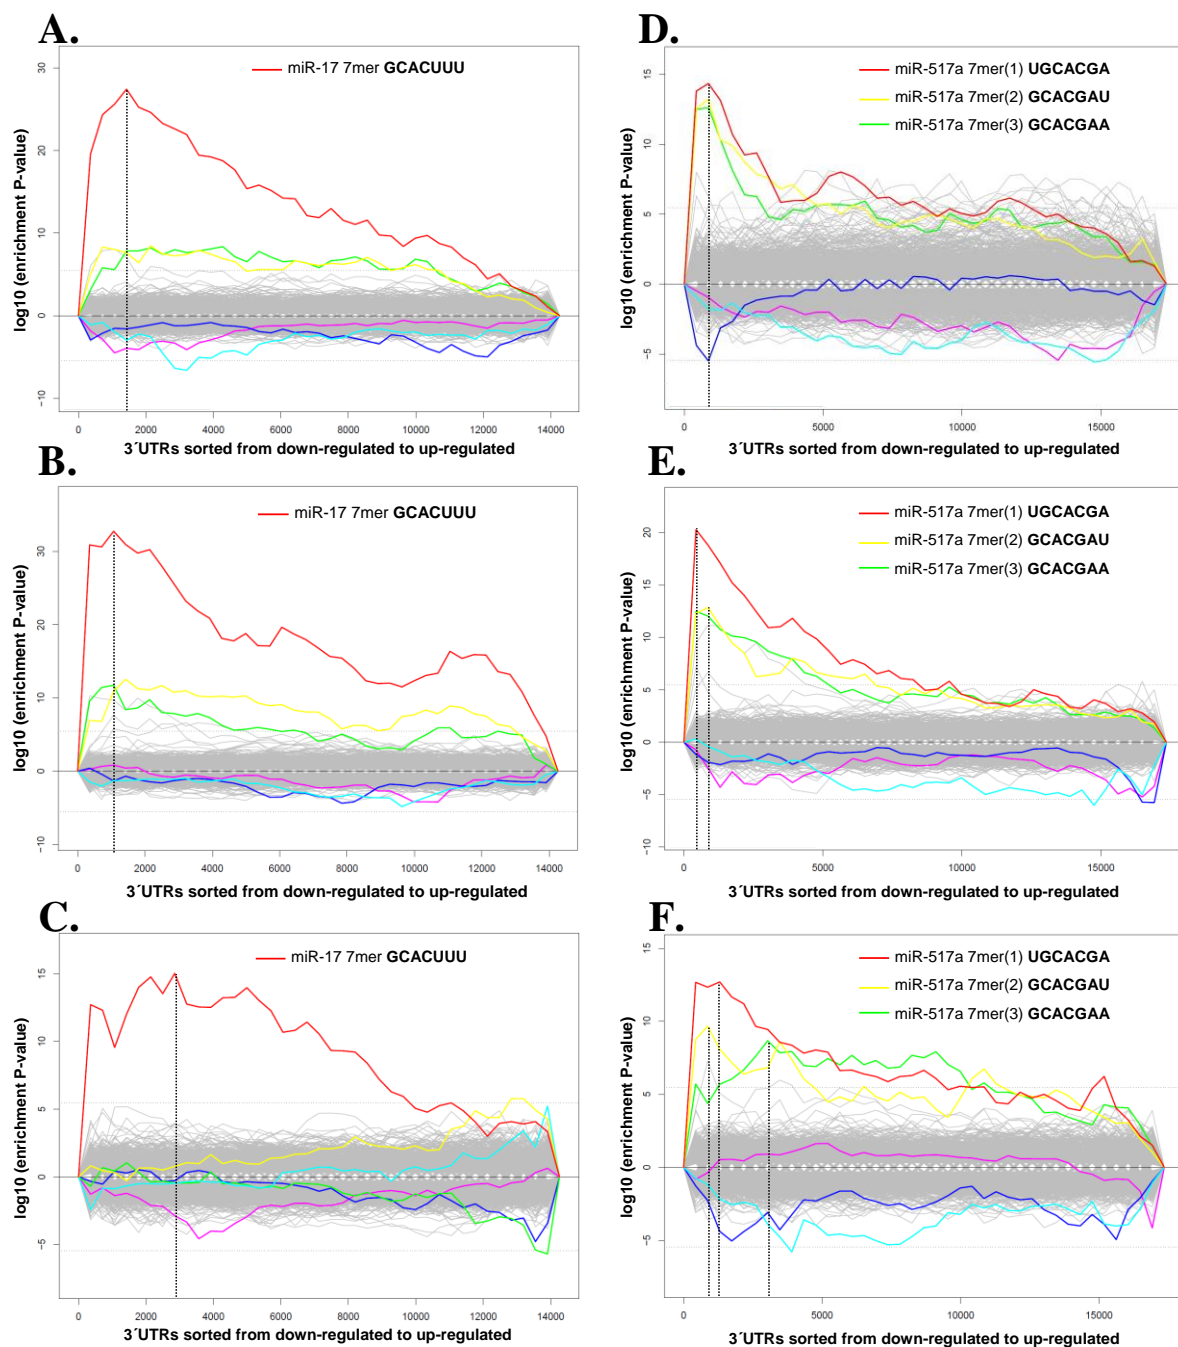 A.
miR-17 7mer GCACUUU
log10 (enrichment P-value)
30
20
10
0
−10
0 2000 4000 6000 8000 10000 12000 14000
3´UTRs sorted from down-regulated to up-regulated
B.
miR-17 7mer GCACUUU
log10 (enrichment P-value)
30
20
10
0
−10
0 2000 4000 6000 8000 10000 12000 14000
3´UTRs sorted from down-regulated to up-regulated
C.
miR-17 7mer GCACUUU
log10 (enrichment P-value)
15
10
5
0
−5
0 2000 4000 6000 8000 10000 12000 14000
3´UTRs sorted from down-regulated to up-regulated
D.
miR-517a 7mer(1) UGCACGA
miR-517a 7mer(2) GCACGAU
miR-517a 7mer(3) GCACGAA
log10 (enrichment P-value)
15
10
5
0
−5
0 5000 10000 15000
3´UTRs sorted from down-regulated to up-regulated
E.
miR-517a 7mer(1) UGCACGA
miR-517a 7mer(2) GCACGAU
miR-517a 7mer(3) GCACGAA
log10 (enrichment P-value)
20
15
10
5
0
−5
−10
0 5000 10000 15000
3´UTRs sorted from down-regulated to up-regulated
F.
miR-517a 7mer(1) UGCACGA
miR-517a 7mer(2) GCACGAU
miR-517a 7mer(3) GCACGAA
log10 (enrichment P-value)
15
10
5
0
−5
0 5000 10000 15000
3´UTRs sorted from down-regulated to up-regulated